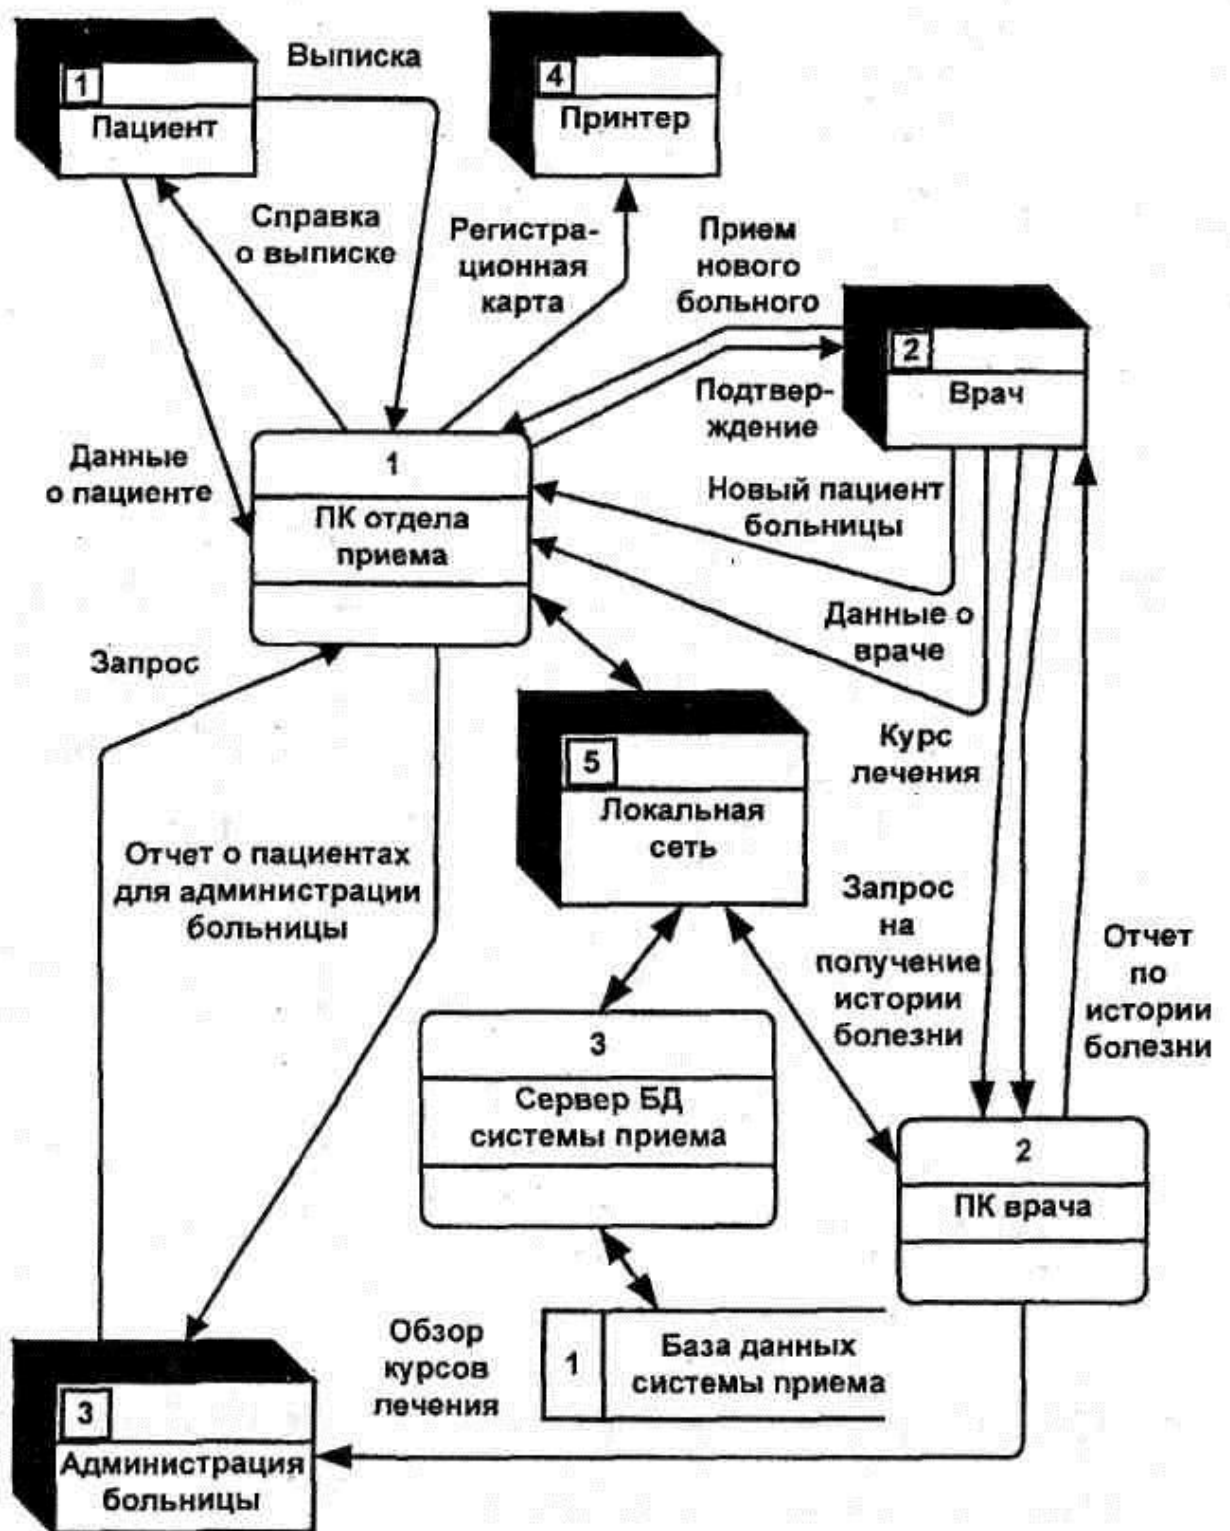 1
Пациент
Выписка
4
Принтер
Справка
о выписке
Регистра-
ционная
карта
Прием
нового
больного
2
Врач
Подтвер-
ждение
Данные
о пациенте
1
ПК отдела
приема
Новый пациент
больницы
Данные о
враче
Запрос
5
Локальная
сеть
Курс
лечения
Отчет о пациентах
для администрации
больницы
Запрос
на
получение
истории
болезни
Отчет
по
истории
болезни
3
Сервер БД
системы приема
2
ПК врача
1
База данных
системы приема
Обзор
курсов
лечения
3
Администрация
больницы